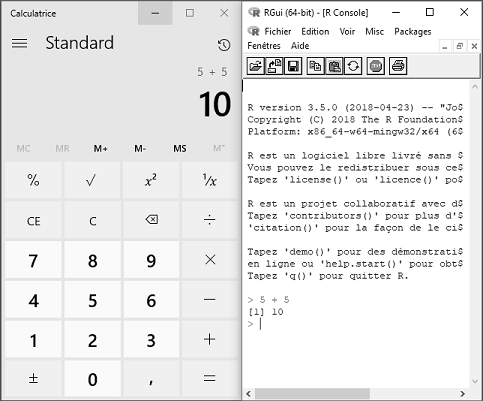 Calculatrice
Standard
5 + 5
10
MC MR M+ M- MS M˅
% √ x² ¹/x
CE C ÷
7 8 9 ×
4 5 6 −
1 2 3 +
± 0 , =
RGui (64-bit) - [R Console]
Fichier Edition Voir Misc Packages
Fenêtres Aide
R version 3.5.0 (2018-04-23) -- "Jo$
Copyright (C) 2018 The R Foundation$
Platform: x86_64-w64-mingw32/x64 (6$
R est un logiciel libre livré sans $
Vous pouvez le redistribuer sous ce$
Tapez 'license()' ou 'licence()' po$
R est un projet collaboratif avec d$
Tapez 'contributors()' pour plus d'$
'citation()' pour la façon de le ci$
Tapez 'demo()' pour des démonstrati$
en ligne ou 'help.start()' pour obt$
Tapez 'q()' pour quitter R.
> 5 + 5
[1] 10
>